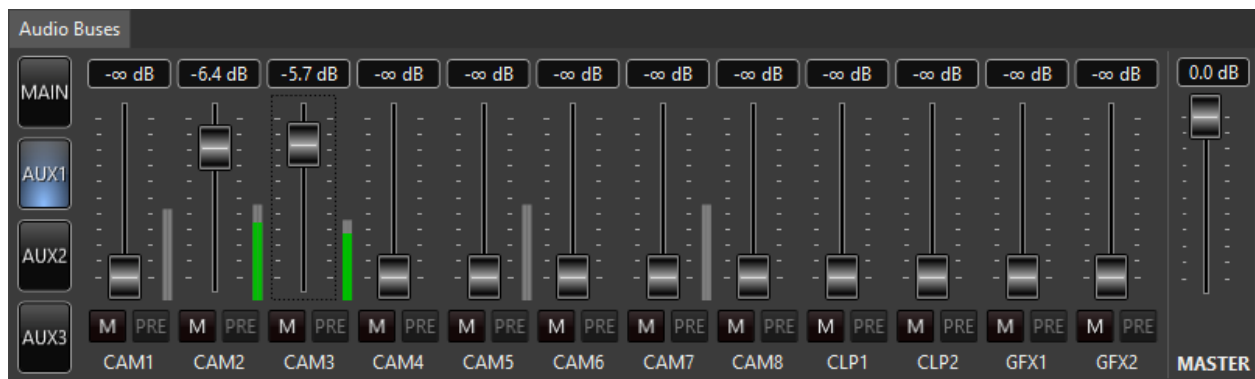 Audio Buses
MAIN
AUX1
AUX2
AUX3
-∞ dB -6.4 dB -5.7 dB -∞ dB -∞ dB -∞ dB -∞ dB -∞ dB -∞ dB -∞ dB -∞ dB -∞ dB 0.0 dB
M PRE M PRE M PRE M PRE M PRE M PRE M PRE M PRE M PRE M PRE M PRE M PRE
CAM1 CAM2 CAM3 CAM4 CAM5 CAM6 CAM7 CAM8 CLP1 CLP2 GFX1 GFX2 MASTER